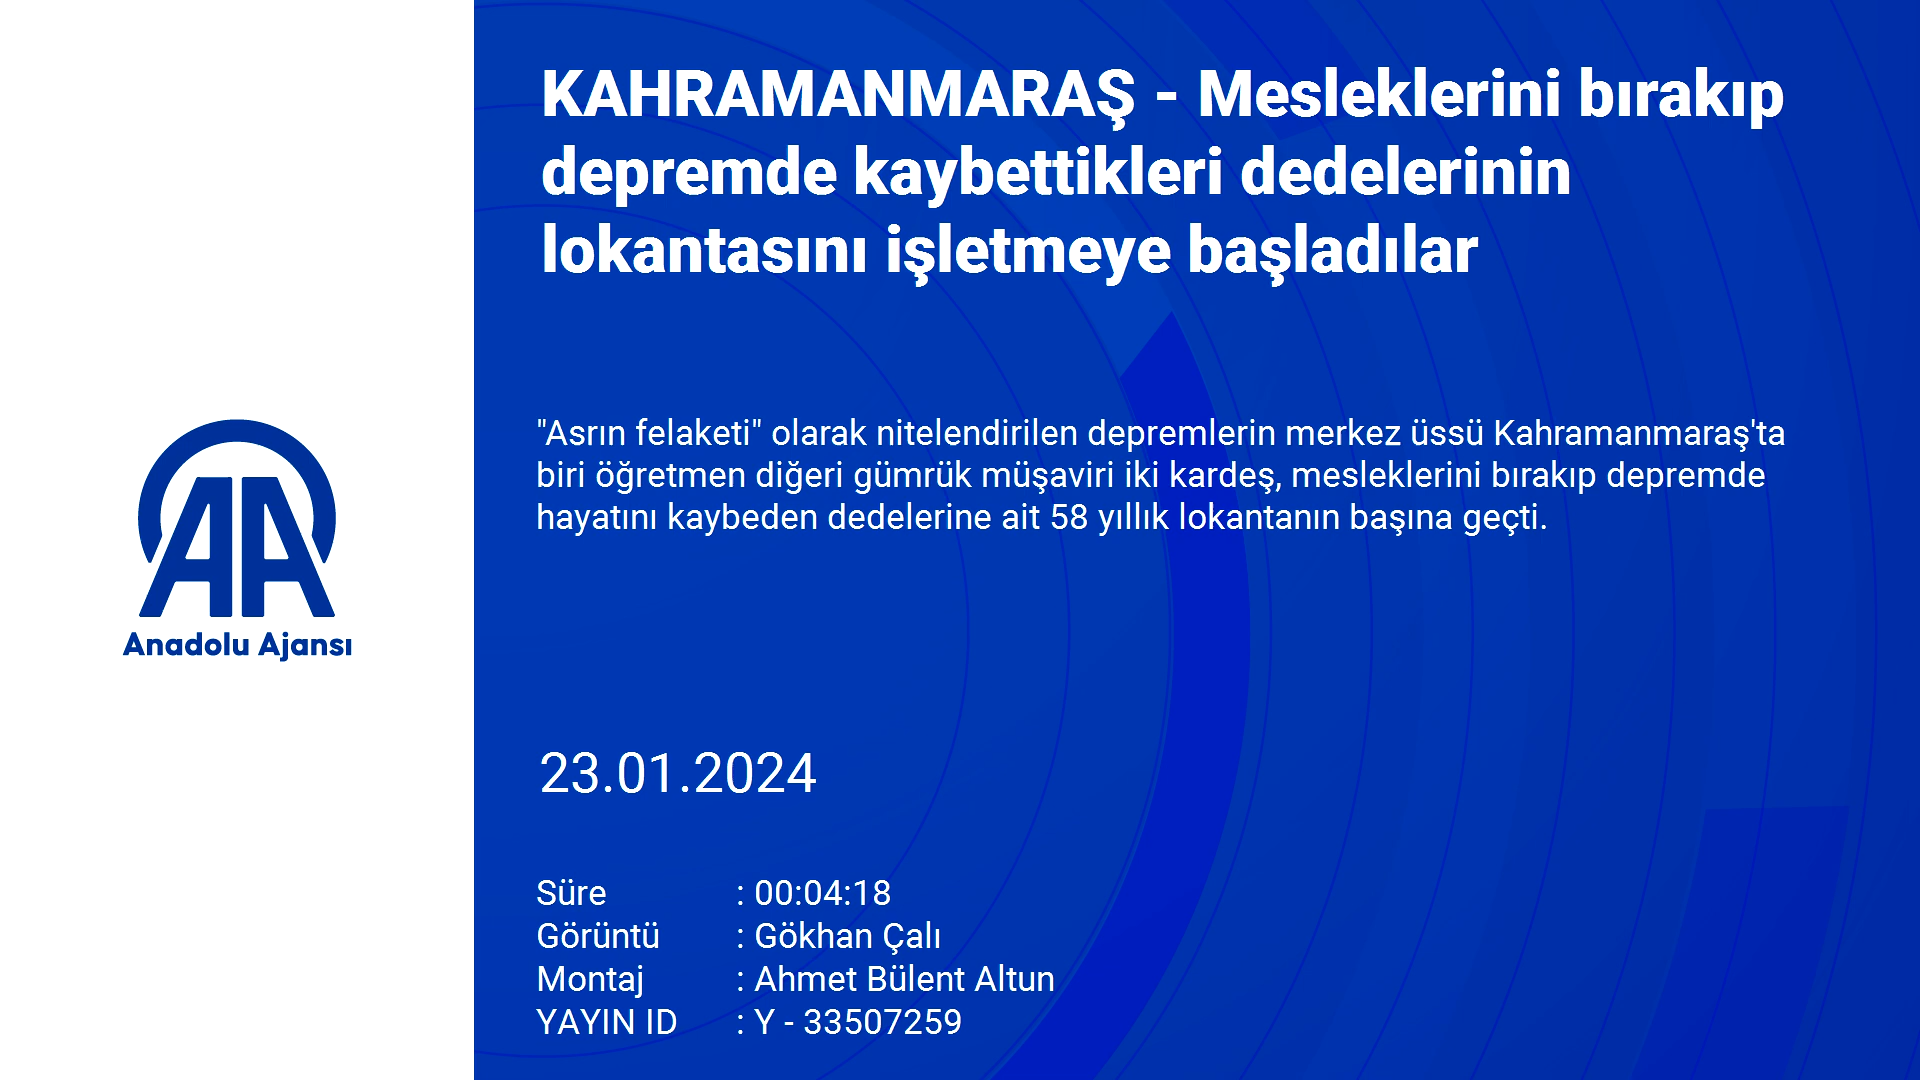 KAHRAMANMARAŞ - Mesleklerini bırakıp
depremde kaybettikleri dedelerinin
lokantasını işletmeye başladılar
"Asrın felaketi" olarak nitelendirilen depremlerin merkez üssü Kahramanmaraş'ta
biri öğretmen diğeri gümrük müşaviri iki kardeş, mesleklerini bırakıp depremde
hayatını kaybeden dedelerine ait 58 yıllık lokantanın başına geçti.
AA
Anadolu Ajansı
23.01.2024
Süre : 00:04:18
Görüntü : Gökhan Çalı
Montaj : Ahmet Bülent Altun
YAYIN ID : Y - 33507259